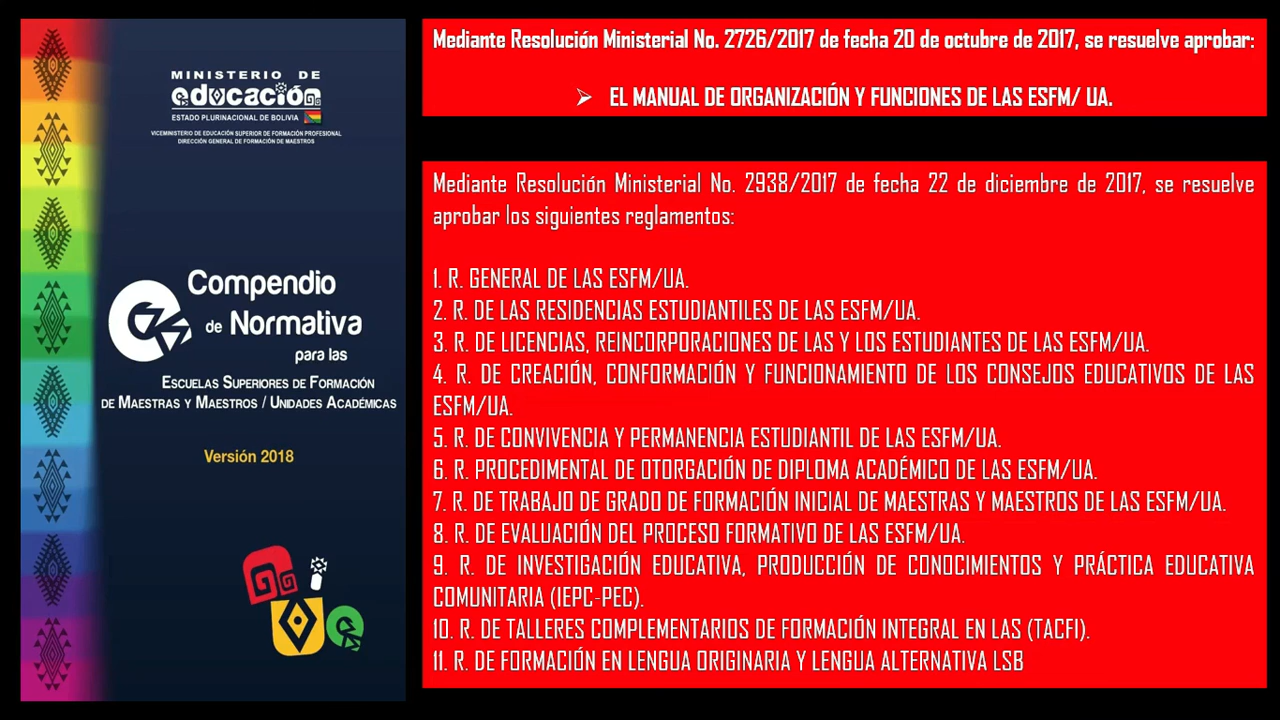 MINISTERIO DE
educación
ESTADO PLURINACIONAL DE BOLIVIA
VICEMINISTERIO DE EDUCACIÓN SUPERIOR DE FORMACIÓN PROFESIONAL
DIRECCIÓN GENERAL DE FORMACIÓN DE MAESTROS
Compendio
de Normativa
para las
ESCUELAS SUPERIORES DE FORMACIÓN
DE MAESTRAS Y MAESTROS / UNIDADES ACADÉMICAS
Versión 2018
Mediante Resolución Ministerial No. 2726/2017 de fecha 20 de octubre de 2017, se resuelve aprobar:
➢ EL MANUAL DE ORGANIZACIÓN Y FUNCIONES DE LAS ESFM/ UA.
Mediante Resolución Ministerial No. 2938/2017 de fecha 22 de diciembre de 2017, se resuelve
aprobar los siguientes reglamentos:
1. R. GENERAL DE LAS ESFM/UA.
2. R. DE LAS RESIDENCIAS ESTUDIANTILES DE LAS ESFM/UA.
3. R. DE LICENCIAS, REINCORPORACIONES DE LAS Y LOS ESTUDIANTES DE LAS ESFM/UA.
4. R. DE CREACIÓN, CONFORMACIÓN Y FUNCIONAMIENTO DE LOS CONSEJOS EDUCATIVOS DE LAS
ESFM/UA.
5. R. DE CONVIVENCIA Y PERMANENCIA ESTUDIANTIL DE LAS ESFM/UA.
6. R. PROCEDIMENTAL DE OTORGACIÓN DE DIPLOMA ACADÉMICO DE LAS ESFM/UA.
7. R. DE TRABAJO DE GRADO DE FORMACIÓN INICIAL DE MAESTRAS Y MAESTROS DE LAS ESFM/UA.
8. R. DE EVALUACIÓN DEL PROCESO FORMATIVO DE LAS ESFM/UA.
9. R. DE INVESTIGACIÓN EDUCATIVA, PRODUCCIÓN DE CONOCIMIENTOS Y PRÁCTICA EDUCATIVA
COMUNITARIA (IEPC-PEC).
10. R. DE TALLERES COMPLEMENTARIOS DE FORMACIÓN INTEGRAL EN LAS (TACFI).
11. R. DE FORMACIÓN EN LENGUA ORIGINARIA Y LENGUA ALTERNATIVA LSB